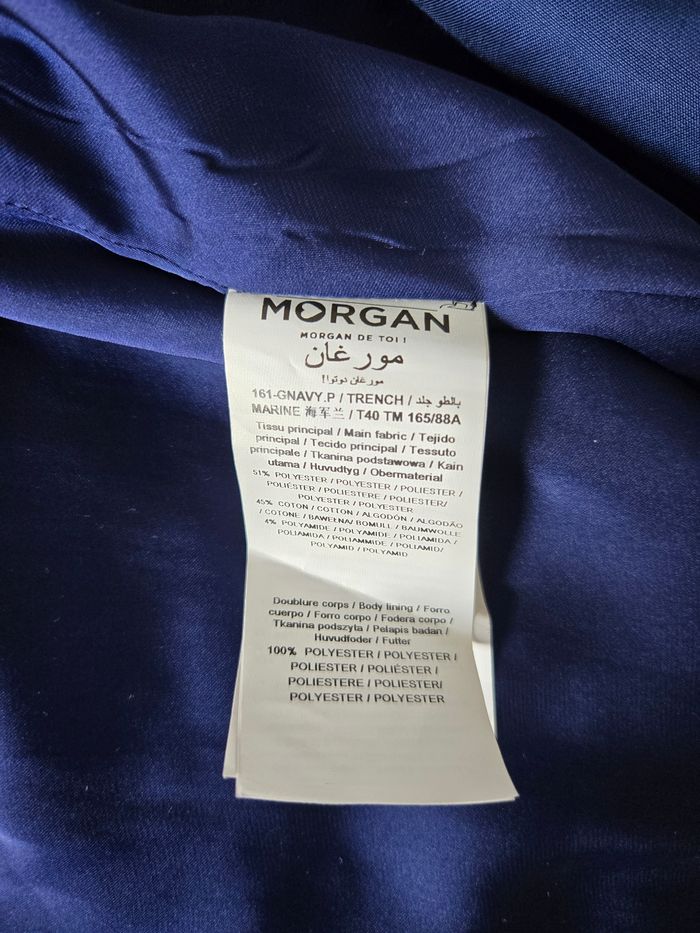 MORGAN
MORGAN DE TOI !
مورغان
مورغان دوتوا!
161-GNAVY.P / TRENCH / بالطو جلد
MARINE 海军兰 / T40 TM 165/88A
Tissu principal / Main fabric / Tejido
principal / Tecido principal / Tessuto
principale / Tkanina podstawowa / Kain
utama / Huvudtyg / Obermaterial
51% POLYESTER / POLYESTER / POLIESTER /
POLIÉSTER / POLIESTERE / POLIESTER/
POLYESTER / POLYESTER
45% COTON / COTTON / ALGODÓN / ALGODÃO
/ COTONE / BAWEŁNA/ BOMULL / BAUMWOLLE
4% POLYAMIDE / POLYAMIDE / POLIAMIDA /
POLIAMIDA / POLIAMMIDE / POLIAMID/
POLYAMID / POLYAMID
Doublure corps / Body lining / Forro
cuerpo / Forro corpo / Fodera corpo /
Tkanina podszyta / Pelapis badan /
Huvudfoder / Futter
100% POLYESTER / POLYESTER /
POLIESTER / POLIÉSTER /
POLIESTERE / POLIESTER/
POLYESTER / POLYESTER